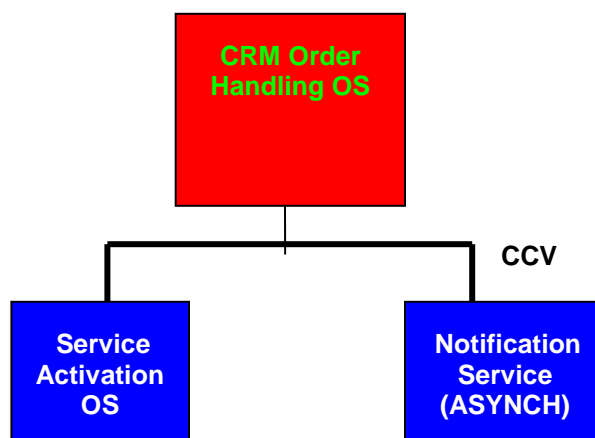 CRM Order
Handling OS
CCV
Service
Activation
OS
Notification
Service
(ASYNCH)